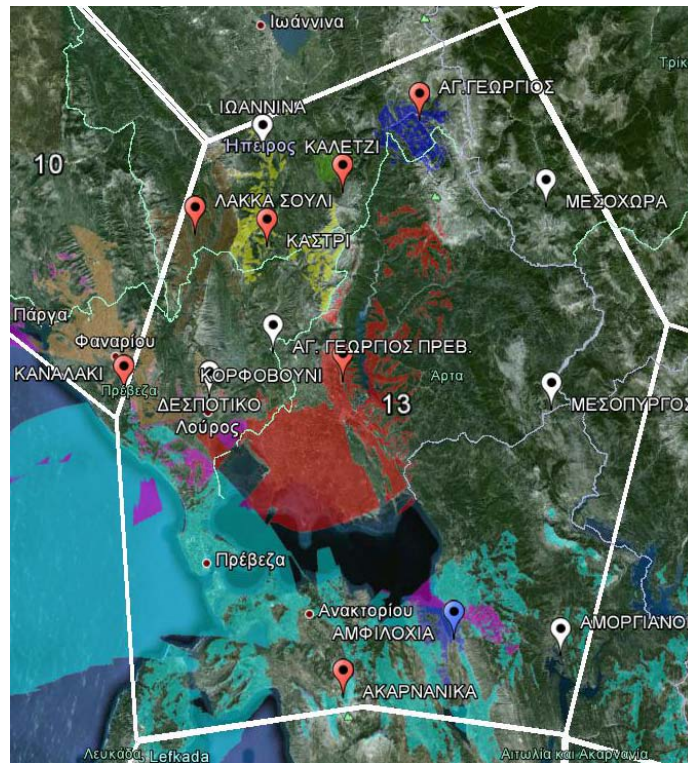 Ιωάννινα
ΑΓ.ΓΕΩΡΓΙΟΣ
Τρίκ
ΙΩΑΝΝΙΝΑ
Ήπειρος
ΚΑΛΕΤΖΙ
10
ΛΑΚΚΑ ΣΟΥΛΙ
ΜΕΣΟΧΩΡΑ
ΚΑΣΤΡΙ
Πάργα
Φαναρίου
ΑΓ. ΓΕΩΡΓΙΟΣ ΠΡΕΒ.
ΚΑΝΑΛΑΚΙ
ΚΟΡΦΟΒΟΥΝΙ
Άρτα
Πρέβεζα
ΔΕΣΠΟΤΙΚΟ
13
ΜΕΣΟΠΥΡΓΟΣ
Λούρος
Πρέβεζα
Ανακτορίου
ΑΜΦΙΛΟΧΙΑ
ΑΜΟΡΓΙΑΝΟΙ
ΑΚΑΡΝΑΝΙΚΑ
Λευκάδα
Lefkada
Αιτωλία και Ακαρνανία